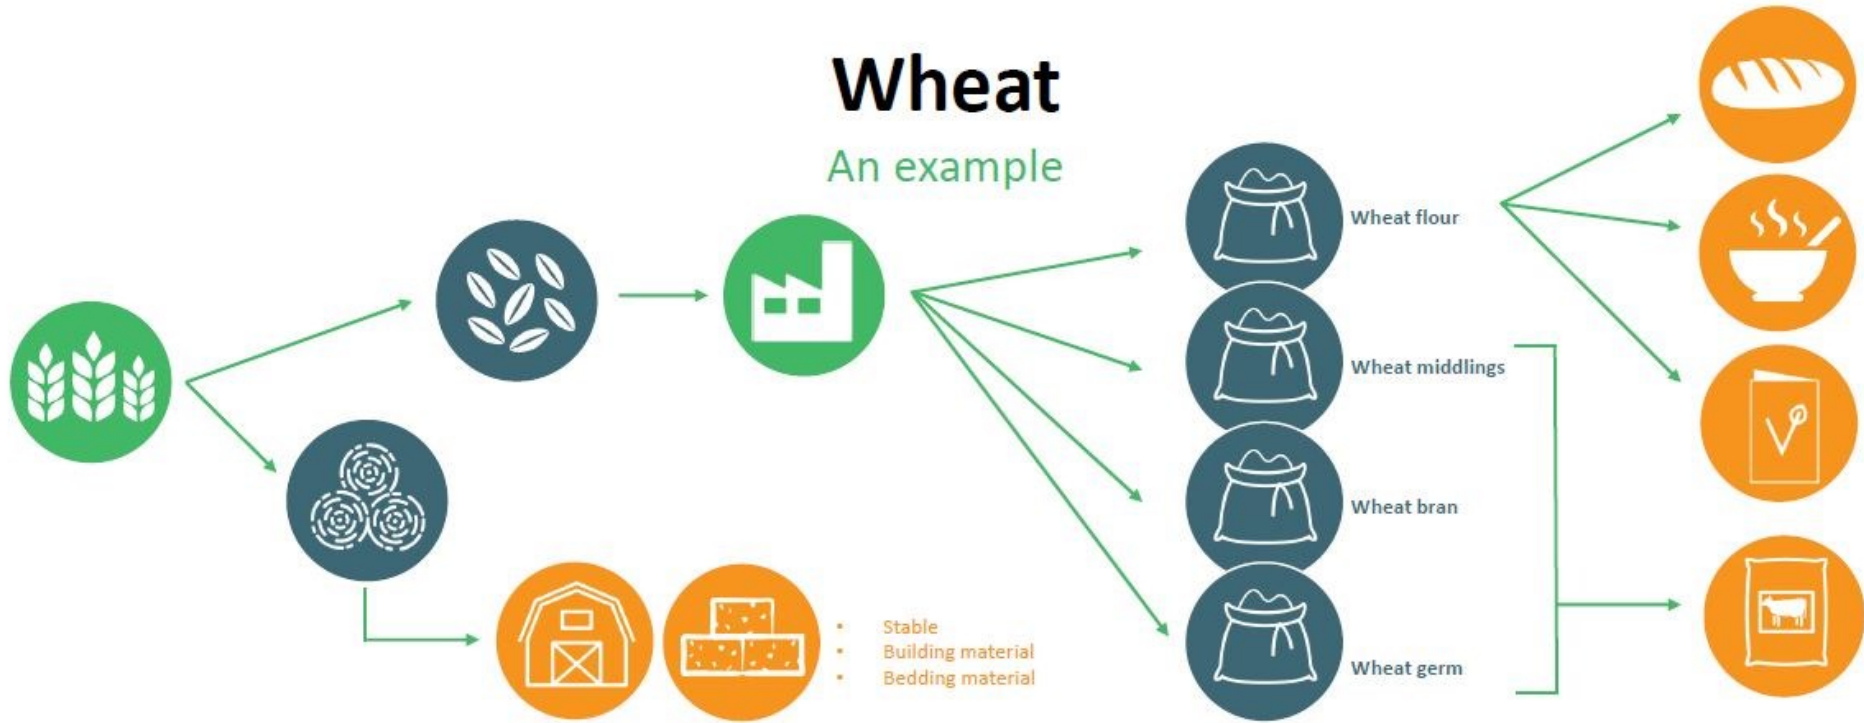 Wheat
An example
Wheat flour
Wheat middlings
Wheat bran
Wheat germ
• Stable
• Building material
• Bedding material